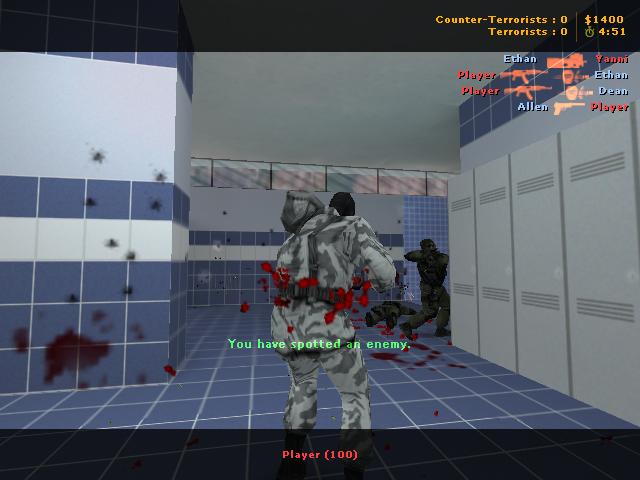 Counter-Terrorists : 0 $1400
Terrorists : 0 4:51
Ethan Yanni
Player Ethan
Player Dean
Allen Player
You have spotted an enemy.
Player (100)